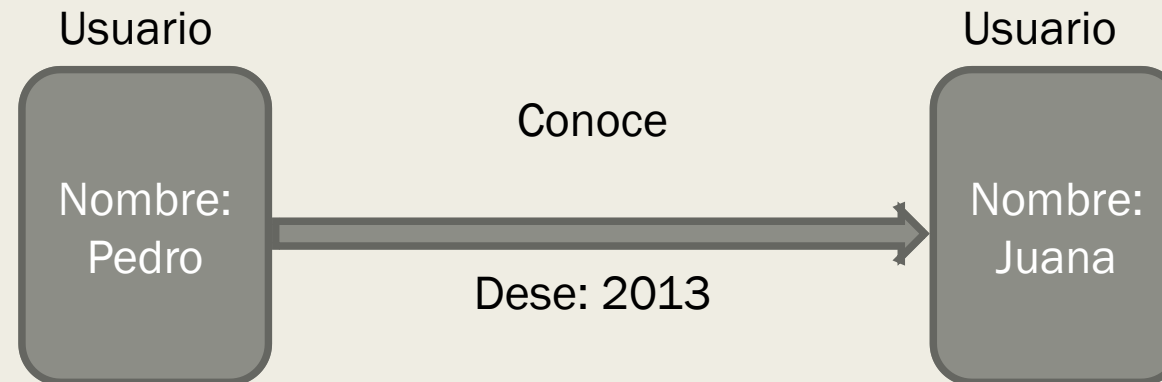 Usuario
Usuario
Conoce
Nombre:
Pedro
Dese: 2013
Nombre:
Juana